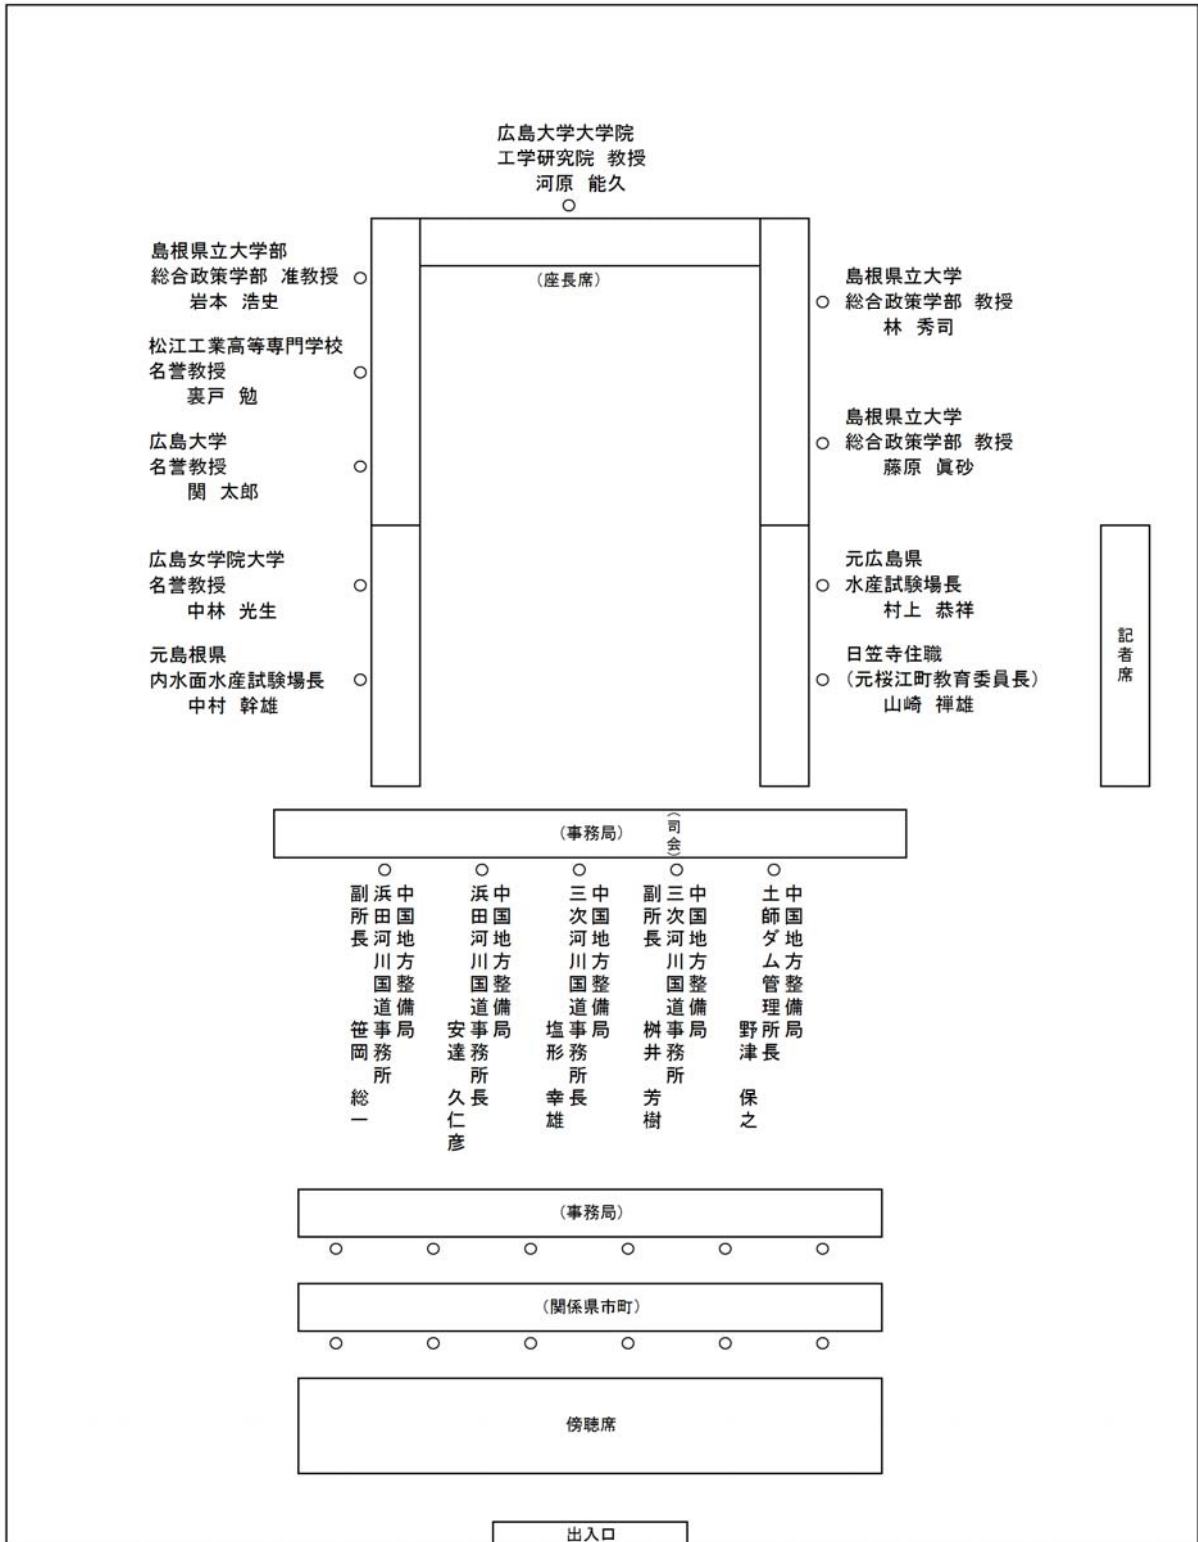 広島大学大学院
工学研究院 教授
河原 能久
(座長席)
島根県立大学部
総合政策学部 准教授
岩本 浩史
松江工業高等専門学校
名誉教授
裏戸 勉
広島大学
名誉教授
関 太郎
広島女学院大学
名誉教授
中林 光生
元島根県
内水面水産試験場長
中村 幹雄
島根県立大学
総合政策学部 教授
林 秀司
島根県立大学
総合政策学部 教授
藤原 眞砂
元広島県
水産試験場長
村上 恭祥
日笠寺住職
(元桜江町教育委員長)
山崎 禅雄
記者席
(事務局)
(司会)
中国地方整備局
浜田河川国道事務所
副所長 笹岡 総一
中国地方整備局
浜田河川国道事務所長
安達 久仁彦
中国地方整備局
三次河川国道事務所長
塩形 幸雄
中国地方整備局
三次河川国道事務所
副所長 桝井 芳樹
中国地方整備局
土師ダム管理所長
野津 保之
(事務局)
(関係県市町)
傍聴席
出入口